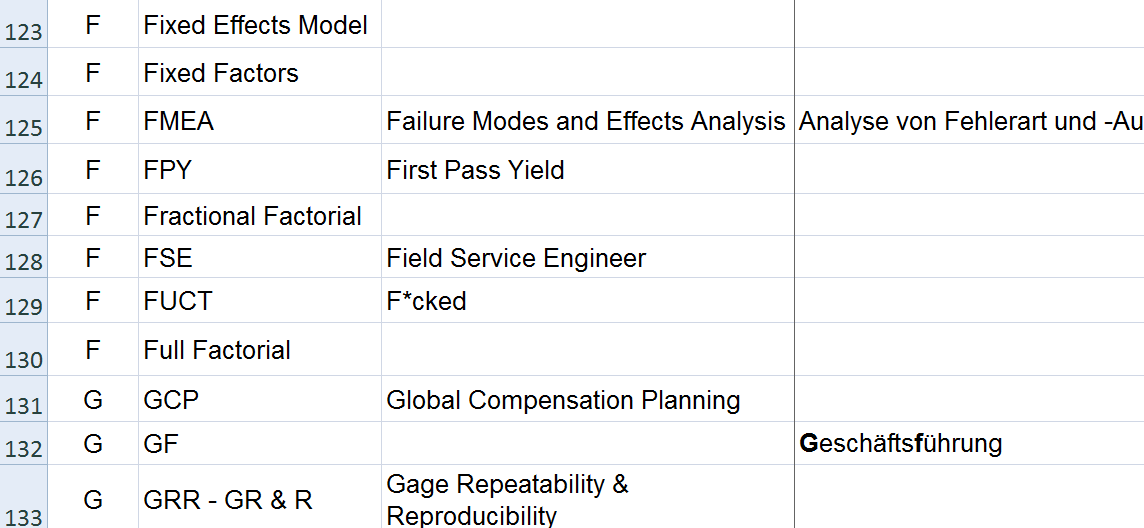 123 F Fixed Effects Model
124 F Fixed Factors
125 F FMEA Failure Modes and Effects Analysis Analyse von Fehlerart und -Au
126 F FPY First Pass Yield
127 F Fractional Factorial
128 F FSE Field Service Engineer
129 F FUCT F*cked
130 F Full Factorial
131 G GCP Global Compensation Planning
132 G GF Geschäftsführung
133 G GRR - GR & R Gage Repeatability &
Reproducibility